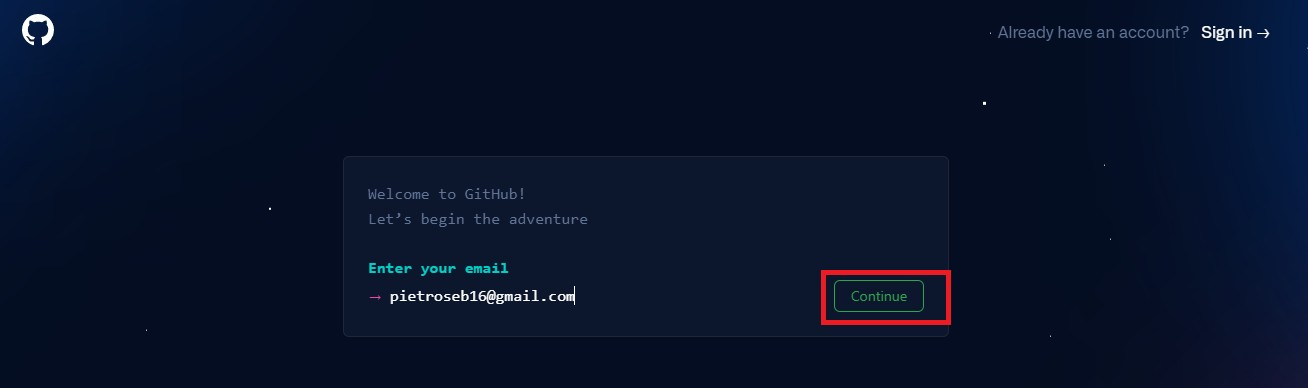 Already have an account? Sign in →
Welcome to GitHub!
Let’s begin the adventure
Enter your email
→ pietroseb16@gmail.com
Continue